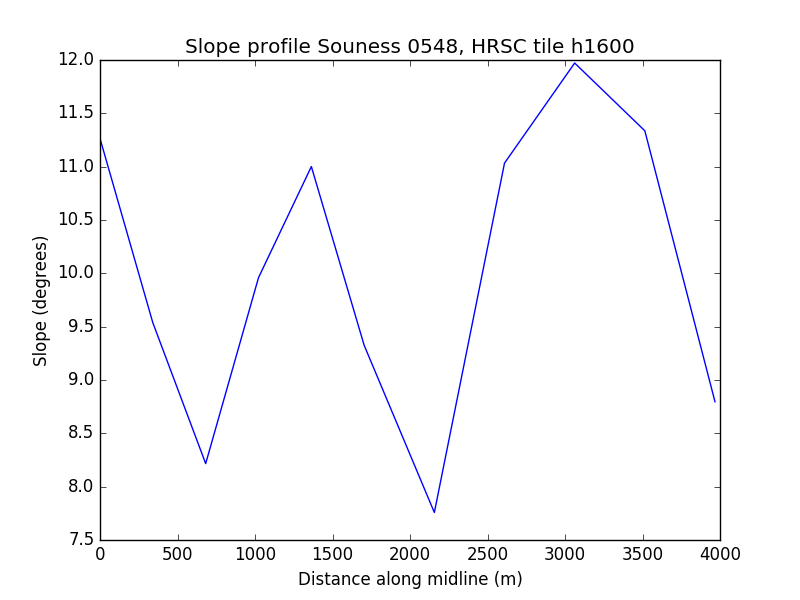 Slope profile Souness 0548, HRSC tile h1600
12.0
11.5
11.0
10.5
10.0
9.5
9.0
8.5
8.0
7.5
Slope (degrees)
0 500 1000 1500 2000 2500 3000 3500 4000
Distance along midline (m)